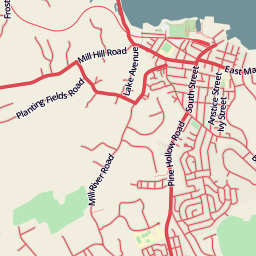 Frost
Mill Hill Road
Lake Avenue
East Ma
South Street
Planting Fields Road
Anstice Street
Ivy Street
Pine Hollow Road
Mill River Road
B